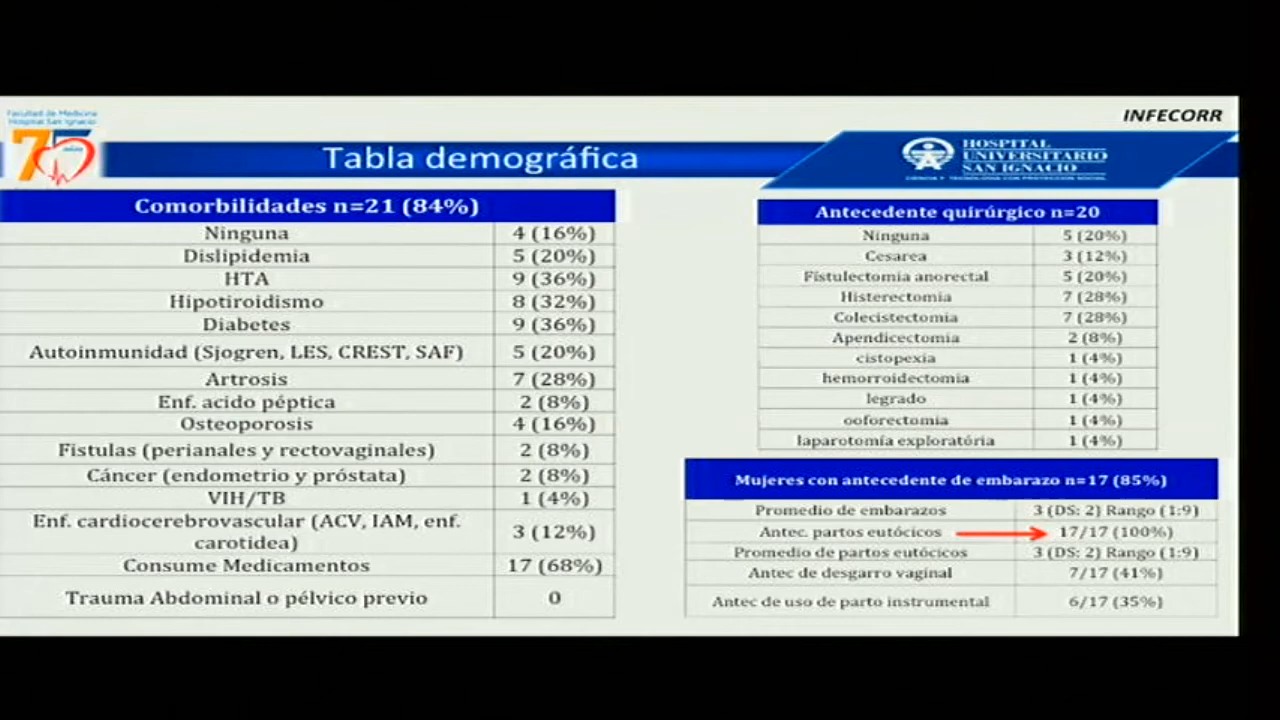 Facultad de Medicina
Hospital San Ignacio
75
AÑOS
INFECORR
Tabla demográfica
HOSPITAL
UNIVERSITARIO
SAN IGNACIO
CIENCIA Y TECNOLOGIA CON PROTECCION SOCIAL
Comorbilidades n=21 (84%)
Ninguna 4 (16%)
Dislipidemia 5 (20%)
HTA 9 (36%)
Hipotiroidismo 8 (32%)
Diabetes 9 (36%)
Autoinmunidad (Sjogren, LES, CREST, SAF) 5 (20%)
Artrosis 7 (28%)
Enf. acido péptica 2 (8%)
Osteoporosis 4 (16%)
Fistulas (perianales y rectovaginales) 2 (8%)
Cáncer (endometrio y próstata) 2 (8%)
VIH/TB 1 (4%)
Enf. cardiocerebrovascular (ACV, IAM, enf.
carotidea) 3 (12%)
Consume Medicamentos 17 (68%)
Trauma Abdominal o pélvico previo 0
Antecedente quirúrgico n=20
Ninguna 5 (20%)
Cesarea 3 (12%)
Fistulectomia anorectal 5 (20%)
Histerectomia 7 (28%)
Colecistectomia 7 (28%)
Apendicectomia 2 (8%)
cistopexia 1 (4%)
hemorroidectomia 1 (4%)
legrado 1 (4%)
ooforectomia 1 (4%)
laparotomía exploratória 1 (4%)
Mujeres con antecedente de embarazo n=17 (85%)
Promedio de embarazos 3 (DS: 2) Rango (1:9)
Antec. partos eutócicos 17/17 (100%)
Promedio de partos eutócicos 3 (DS: 2) Rango (1:9)
Antec de desgarro vaginal 7/17 (41%)
Antec de uso de parto instrumental 6/17 (35%)